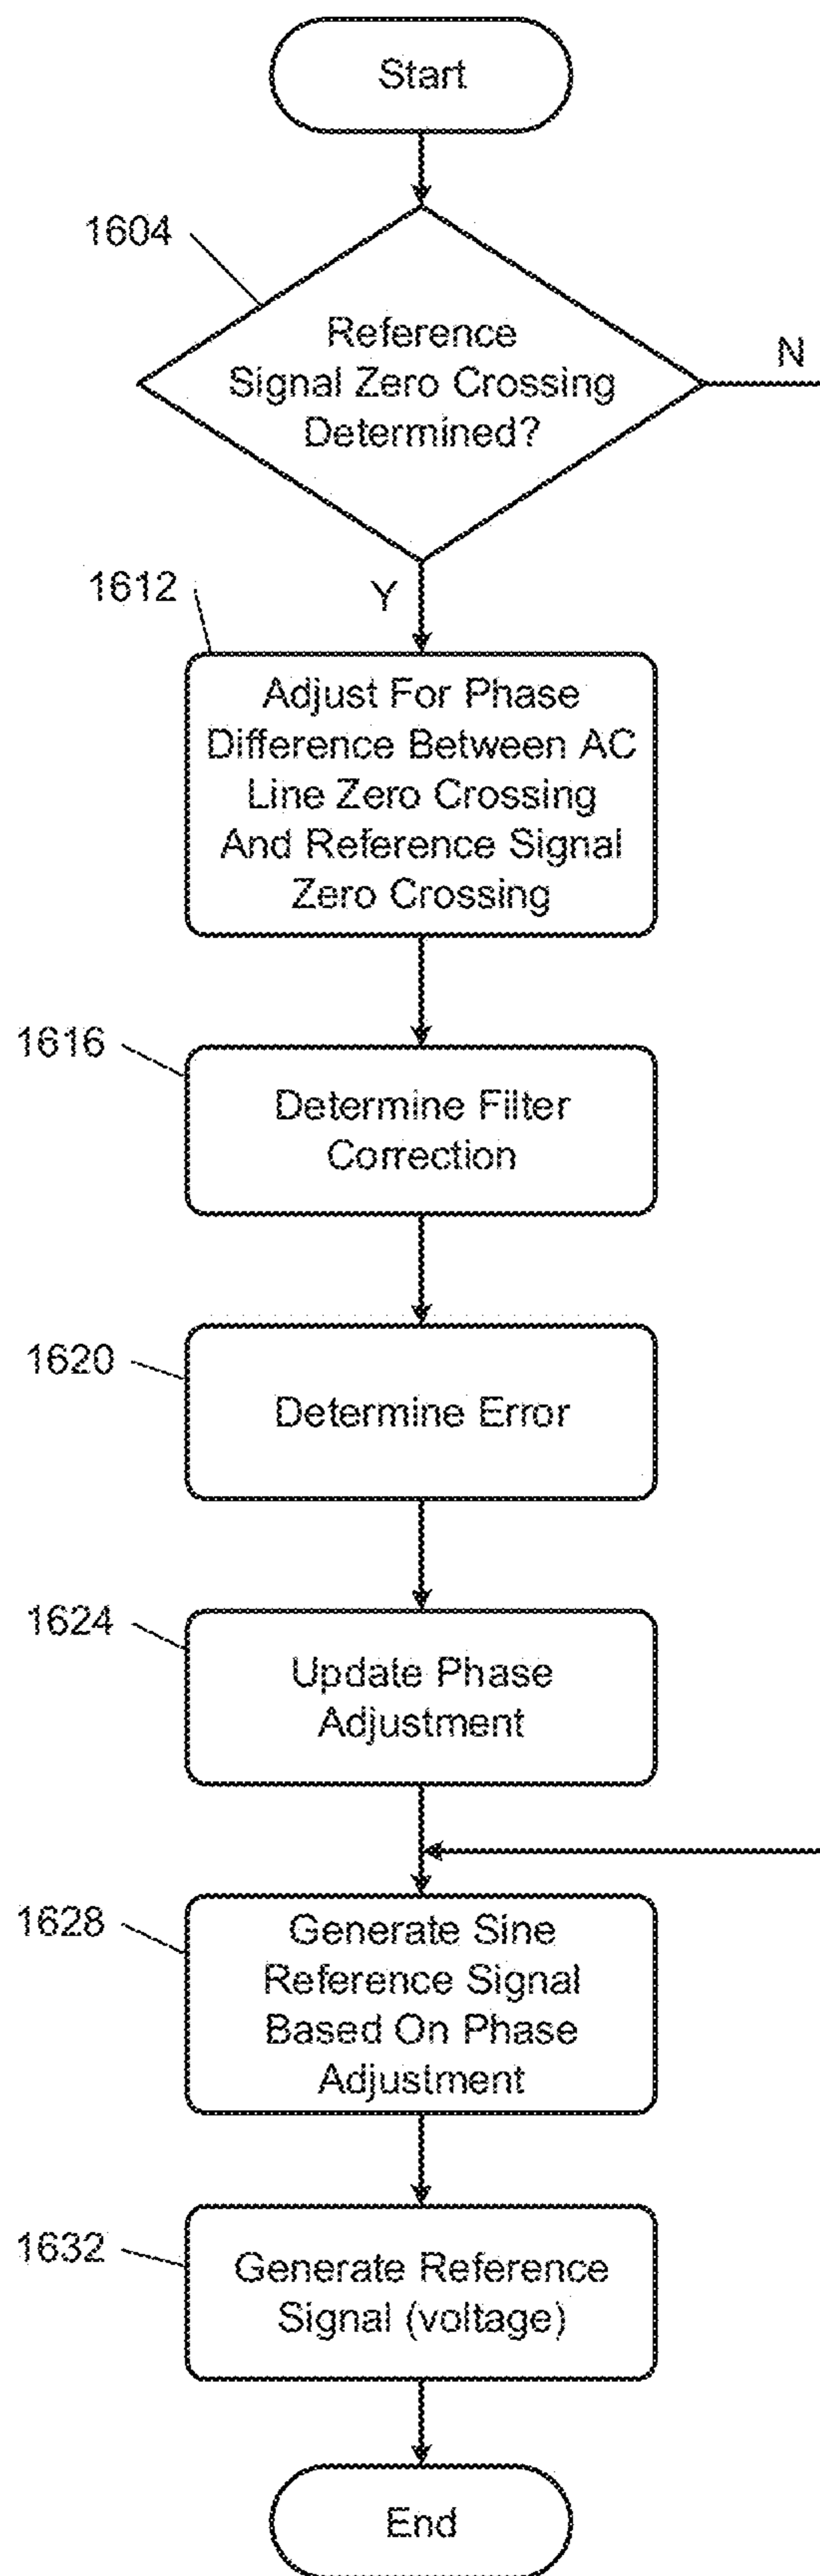 Start
1604
Reference
Signal Zero Crossing
Determined?
N
1612
Y
Adjust For Phase
Difference Between AC
Line Zero Crossing
And Reference Signal
Zero Crossing
1616
Determine Filter
Correction
1620
Determine Error
1624
Update Phase
Adjustment
1628
Generate Sine
Reference Signal
Based On Phase
Adjustment
1632
Generate Reference
Signal (voltage)
End